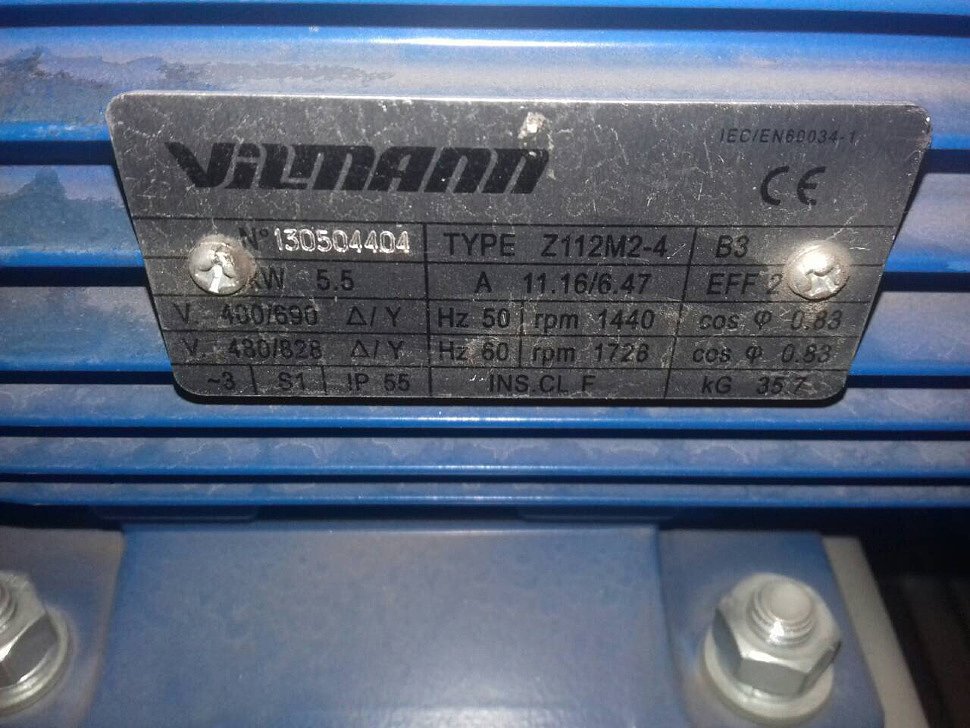 IEC/EN60034-1
VILMANN
CE
N° 130504404 TYPE Z112M2-4 B3
kW 5.5 A 11.16/6.47 EFF 2
V. 400/690 Δ/Y Hz 50 rpm 1440 cos φ 0.83
V. 480/828 Δ/Y Hz 60 rpm 1728 cos φ 0.83
~3 S1 IP 55 INS.CL F kG 35.7